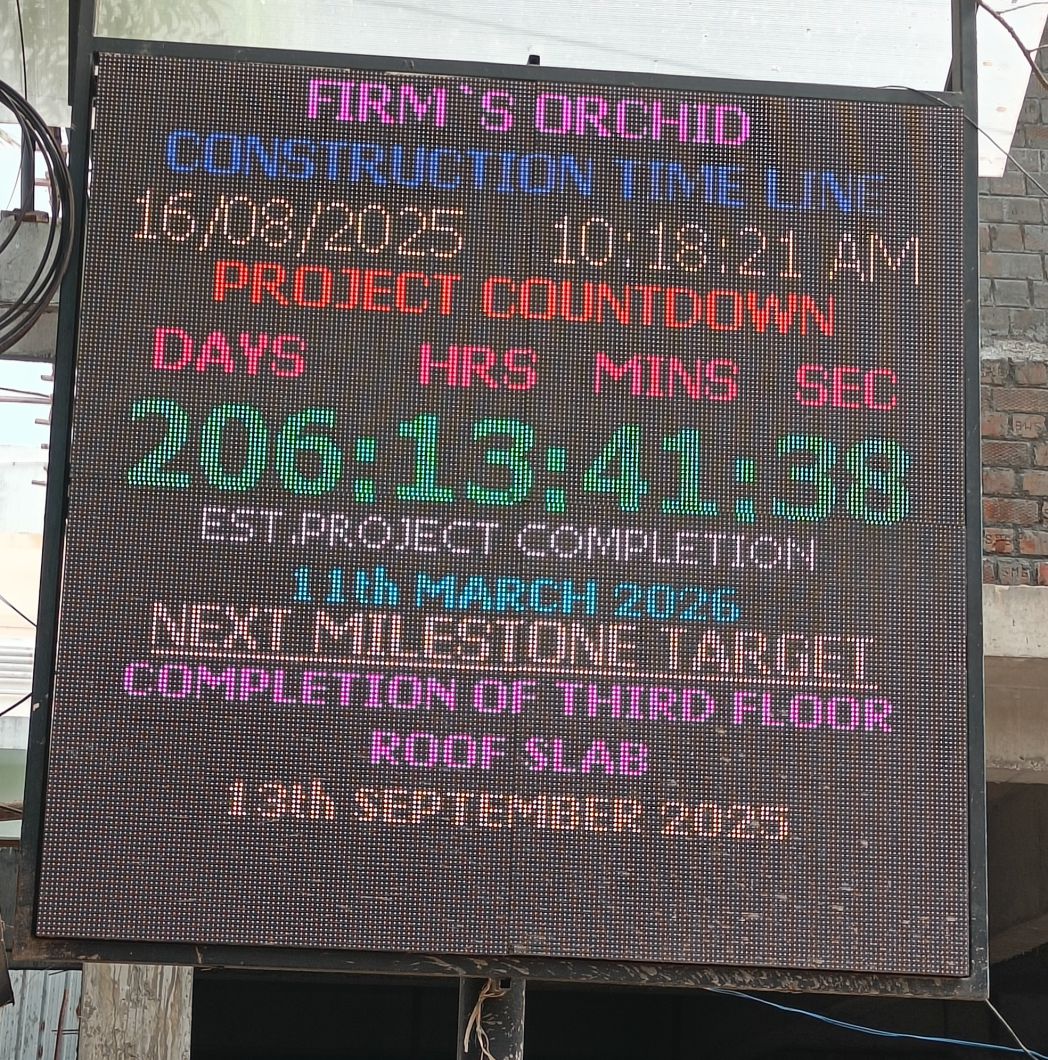 FIRM`S ORCHID
CONSTRUCTION TIME LINE
16/08/2025 10:18:21 AM
PROJECT COUNTDOWN
DAYS HRS MINS SEC
206:13:41:38
EST.PROJECT COMPLETION
11th MARCH 2026
NEXT MILESTONE TARGET
COMPLETION OF THIRD FLOOR
ROOF SLAB
13th SEPTEMBER 2025